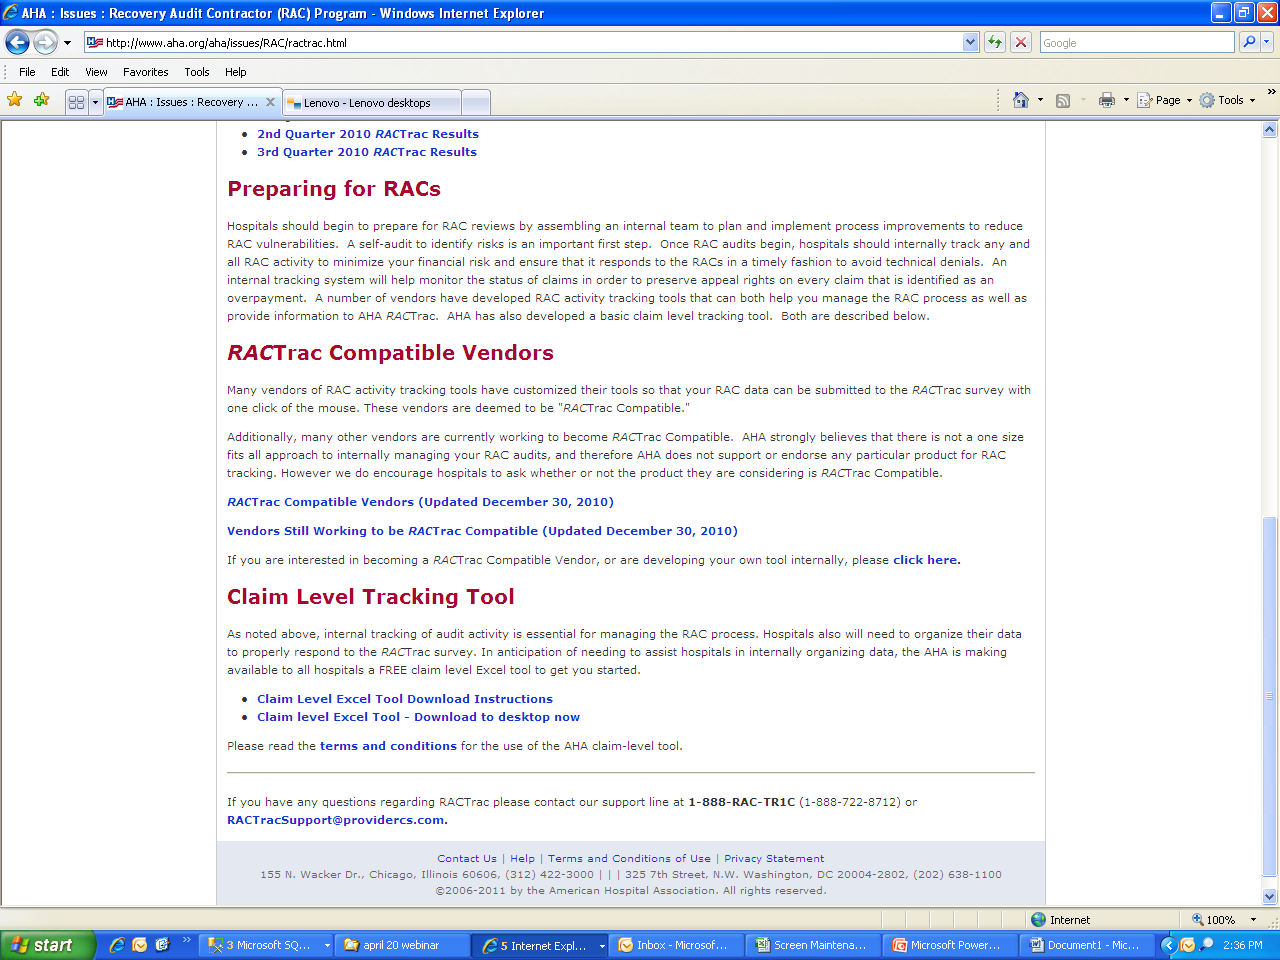 AHA : Issues : Recovery Audit Contractor (RAC) Program - Windows Internet Explorer
http://www.aha.org/aha/issues/RAC/ractrac.html
Google
File Edit View Favorites Tools Help
AHA : Issues : Recovery ... Lenovo - Lenovo desktops Page Tools »
• 2nd Quarter 2010 RACTrac Results
• 3rd Quarter 2010 RACTrac Results
Preparing for RACs
Hospitals should begin to prepare for RAC reviews by assembling an internal team to plan and implement process improvements to reduce
RAC vulnerabilities. A self-audit to identify risks is an important first step. Once RAC audits begin, hospitals should internally track any and
all RAC activity to minimize your financial risk and ensure that it responds to the RACs in a timely fashion to avoid technical denials. An
internal tracking system will help monitor the status of claims in order to preserve appeal rights on every claim that is identified as an
overpayment. A number of vendors have developed RAC activity tracking tools that can both help you manage the RAC process as well as
provide information to AHA RACTrac. AHA has also developed a basic claim level tracking tool. Both are described below.
RACTrac Compatible Vendors
Many vendors of RAC activity tracking tools have customized their tools so that your RAC data can be submitted to the RACTrac survey with
one click of the mouse. These vendors are deemed to be "RACTrac Compatible."
Additionally, many other vendors are currently working to become RACTrac Compatible. AHA strongly believes that there is not a one size
fits all approach to internally managing your RAC audits, and therefore AHA does not support or endorse any particular product for RAC
tracking. However we do encourage hospitals to ask whether or not the product they are considering is RACTrac Compatible.
RACTrac Compatible Vendors (Updated December 30, 2010)
Vendors Still Working to be RACTrac Compatible (Updated December 30, 2010)
If you are interested in becoming a RACTrac Compatible Vendor, or are developing your own tool internally, please click here.
Claim Level Tracking Tool
As noted above, internal tracking of audit activity is essential for managing the RAC process. Hospitals also will need to organize their data
to properly respond to the RACTrac survey. In anticipation of needing to assist hospitals in internally organizing data, the AHA is making
available to all hospitals a FREE claim level Excel tool to get you started.
• Claim Level Excel Tool Download Instructions
• Claim level Excel Tool - Download to desktop now
Please read the terms and conditions for the use of the AHA claim-level tool.
If you have any questions regarding RACTrac please contact our support line at 1-888-RAC-TR1C (1-888-722-8712) or
RACTracSupport@providercs.com.
Contact Us | Help | Terms and Conditions of Use | Privacy Statement
155 N. Wacker Dr., Chicago, Illinois 60606, (312) 422-3000 | | | 325 7th Street, N.W. Washington, DC 20004-2802, (202) 638-1100
©2006-2011 by the American Hospital Association. All rights reserved.
Internet 100%
start » 3 Microsoft SQ... april 20 webinar 5 Internet Expl... Inbox - Microsof... Screen Maintena... Microsoft Power... Document1 - Mic... 2:36 PM